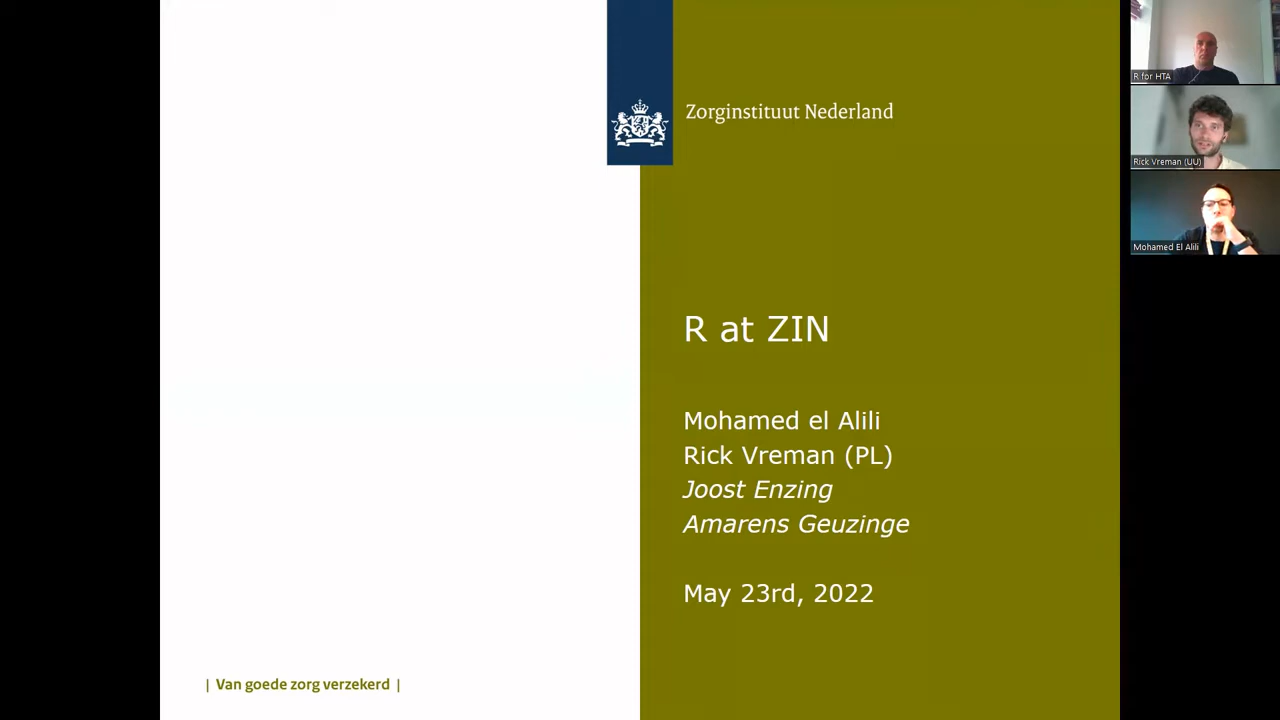 Zorginstituut Nederland
R at ZIN
Mohamed el Alili
Rick Vreman (PL)
Joost Enzing
Amarens Geuzinge
May 23rd, 2022
| Van goede zorg verzekerd |
R for HTA
Rick Vreman (UU)
Mohamed El Alili